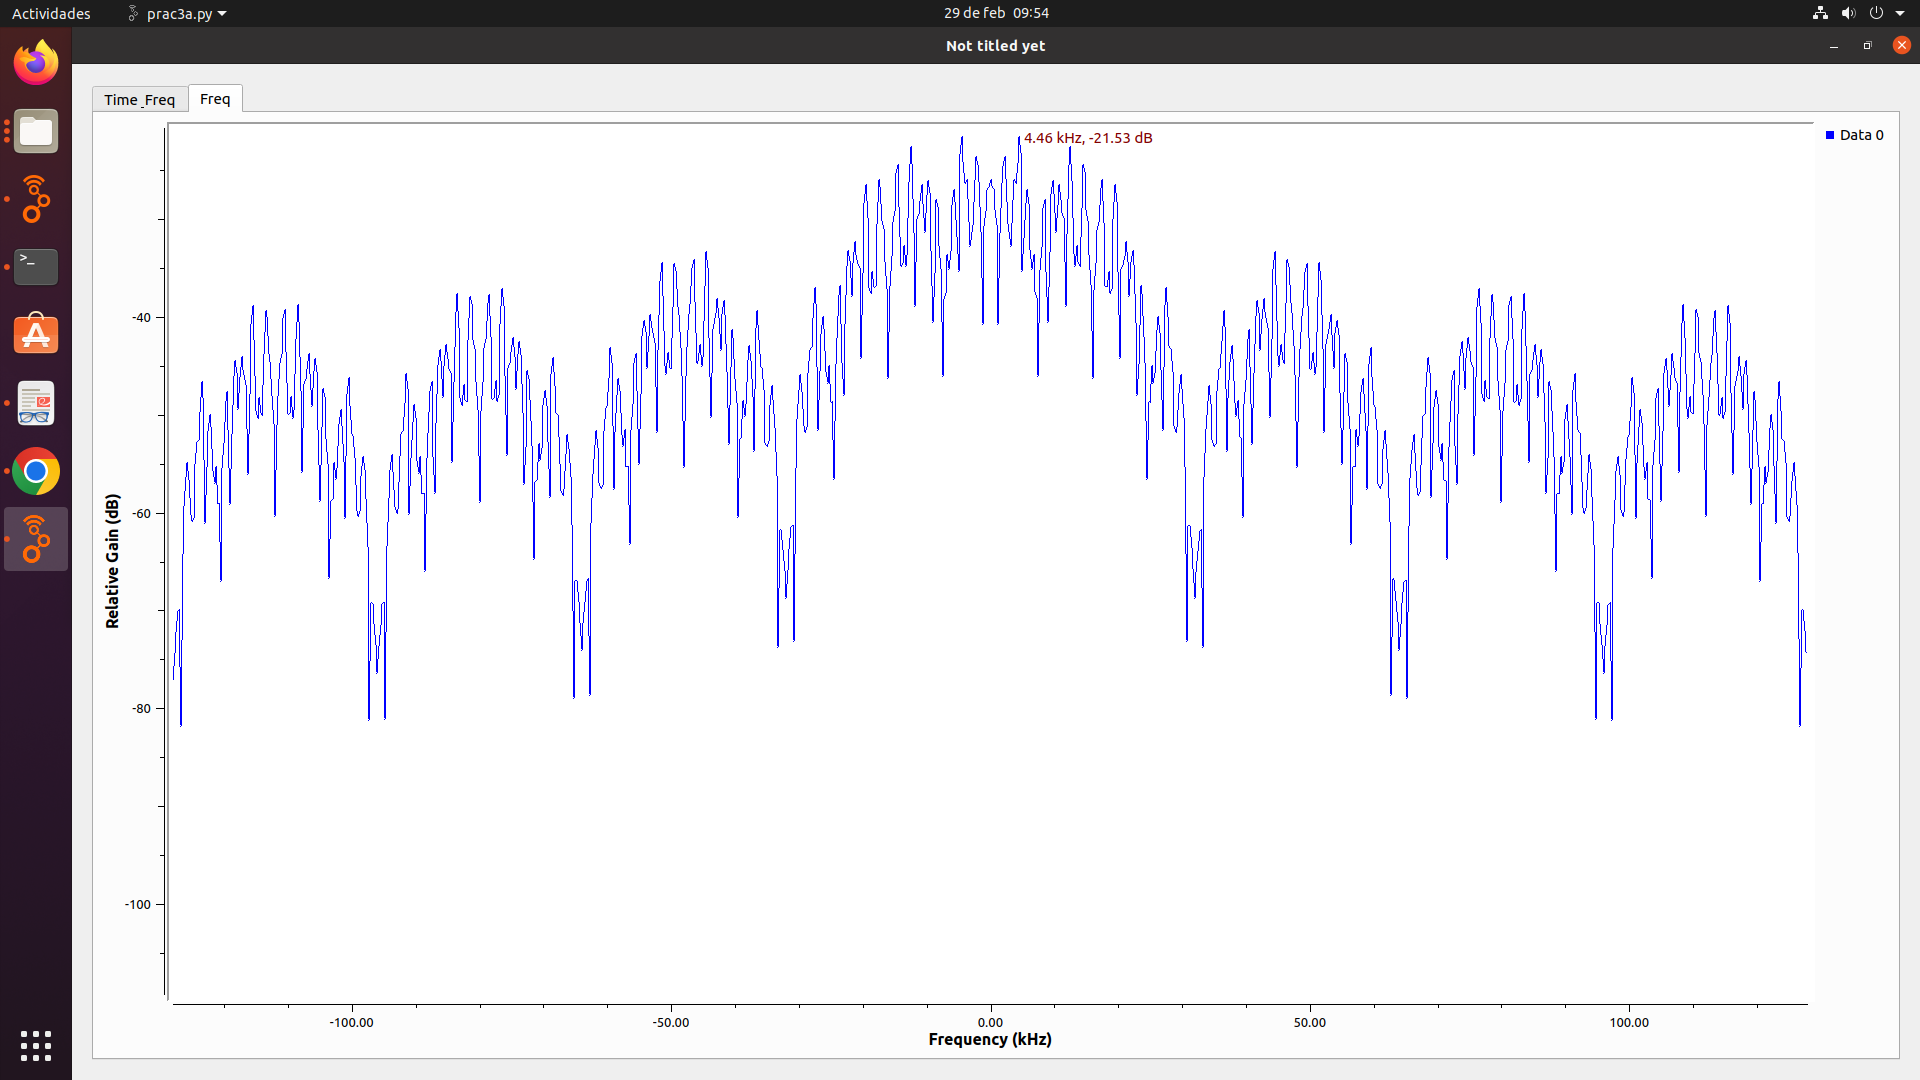 Actividades
prac3a.py
29 de feb 09:54
Not titled yet
Time _Freq
Freq
4.46 kHz, -21.53 dB
Data 0
-40
-60
-80
-100
Relative Gain (dB)
-100.00
-50.00
0.00
50.00
100.00
Frequency (kHz)
>_